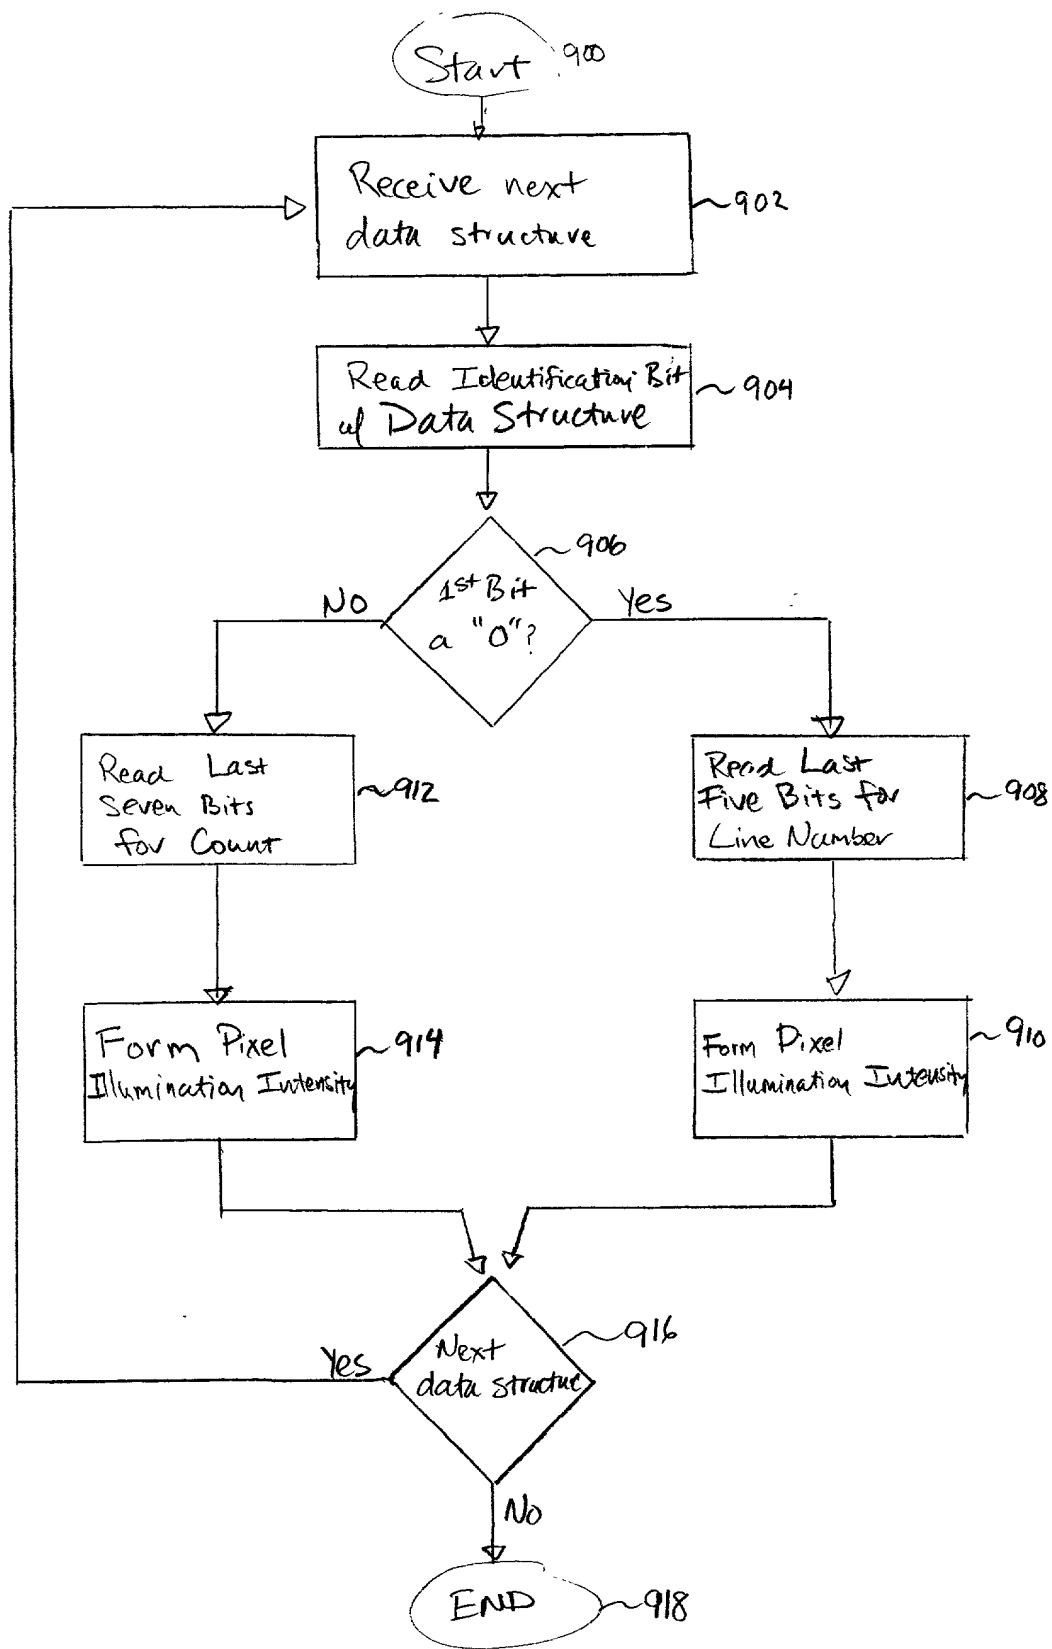 Start 900
Receive next
data structure
902
Read Identification Bit
w/ Data Structure
904
906
1st Bit
a "0"?
No
Yes
Read Last
Seven Bits
for Count
912
Read Last
Five Bits for
Line Number
908
Form Pixel
Illumination Intensity
914
Form Pixel
Illumination Intensity
910
916
Next
data structure
Yes
No
END
918